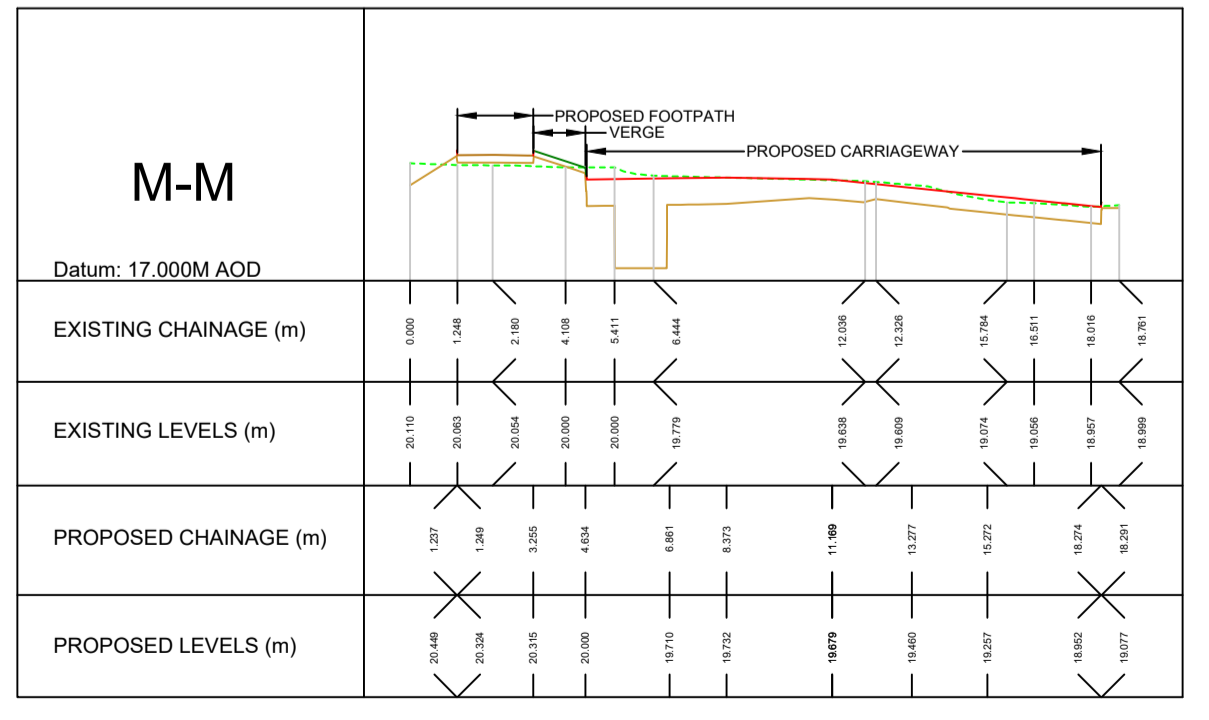 PROPOSED FOOTPATH
VERGE
PROPOSED CARRIAGEWAY
M-M
Datum: 17.000M AOD
EXISTING CHAINAGE (m) 0.000 1.248 2.180 4.108 5.411 6.444 12.036 12.326 15.784 16.511 18.016 18.761
EXISTING LEVELS (m) 20.110 20.063 20.054 20.000 20.000 19.779 19.638 19.609 19.074 19.056 18.957 18.999
PROPOSED CHAINAGE (m) 1.237 1.249 3.255 4.634 6.861 8.373 11.169 13.277 15.272 18.274 18.291
PROPOSED LEVELS (m) 20.449 20.324 20.315 20.000 19.710 19.732 19.679 19.460 19.257 18.952 19.077